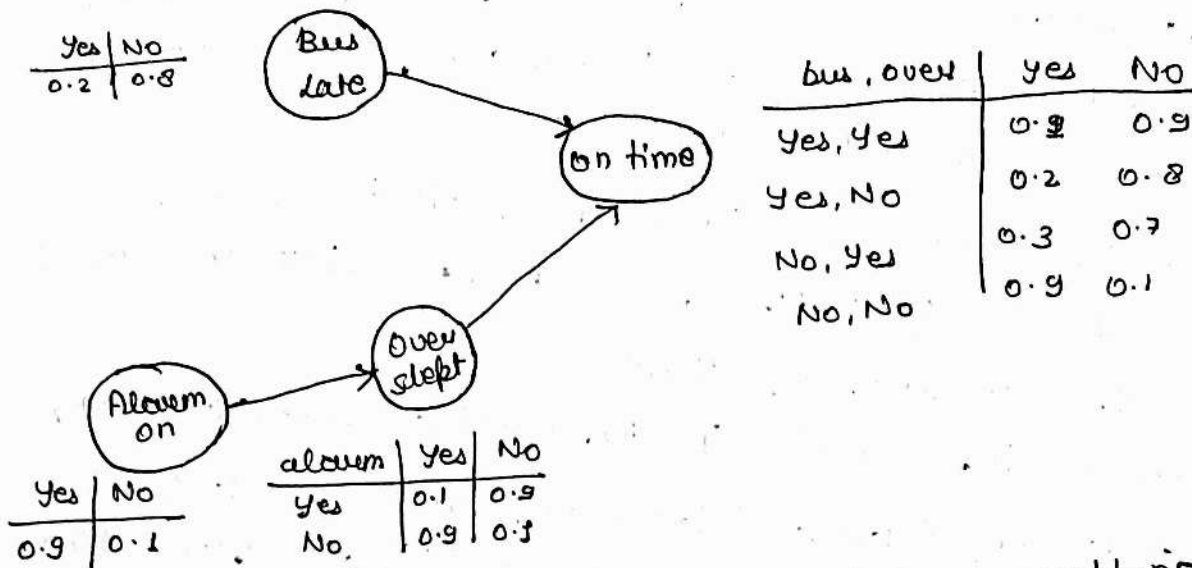 Yes | No
0.2 | 0.8
Bus
Late
on time
bus, over | Yes No
Yes, Yes 0.9
Yes, No 0.2 0.8
No, Yes 0.3 0.7
No, No 0.9 0.1
Over
slept
Alarm
on
Yes | No
0.9 | 0.1
alarm | Yes | No
Yes 0.1 0.9
No. 0.9 0.1